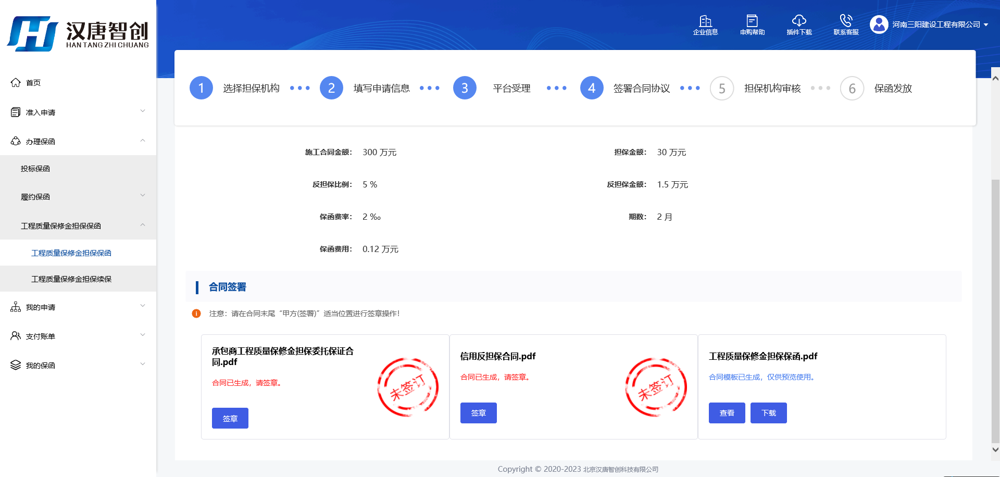 汉唐智创
HAN TANG ZHI CHUANG
企业信息
申购帮助
插件下载
联系客服
河南三阳建设工程有限公司
首页
准入申请
办理保函
投标保函
履约保函
工程质量保修金担保保函
工程质量保修金担保保函
工程质量保修金担保续保
我的申请
支付账单
我的保函
1 选择担保机构
2 填写申请信息
3 平台受理
4 签署合同协议
5 担保机构审核
6 保函发放
施工合同金额： 300 万元
担保金额： 30 万元
反担保比例： 5 %
反担保金额： 1.5 万元
保函费率： 2 ‰
期数： 2 月
保函费用： 0.12 万元
合同签署
注意：请在合同末尾“甲方(签署)”适当位置进行签章操作！
承包商工程质量保修金担保委托保证合
同.pdf
合同已生成，请签章。
签章
未签订
信用反担保合同.pdf
合同已生成，请签章。
签章
未签订
工程质量保修金担保保函.pdf
合同模板已生成，仅供预览使用。
查看
下载
Copyright © 2020-2023 北京汉唐智创科技有限公司